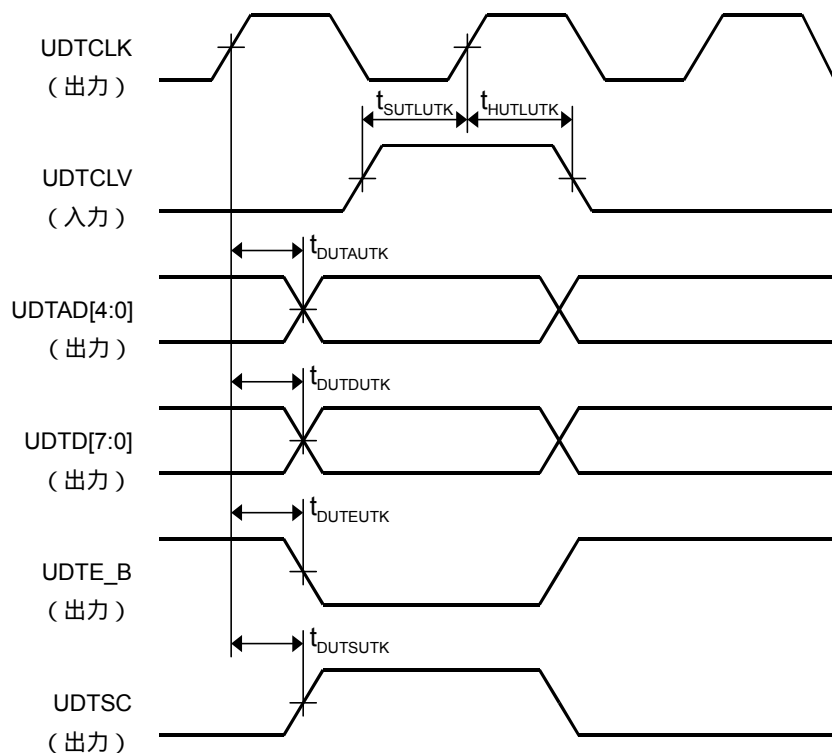 UDTCLK
（出力）
tSUTLUTK
tHUTLUTK
UDTCLV
（入力）
tDUTAUTK
UDTAD[4:0]
（出力）
tDUTDUTK
UDTD[7:0]
（出力）
tDUTEUTK
UDTE_B
（出力）
tDUTSUTK
UDTSC
（出力）